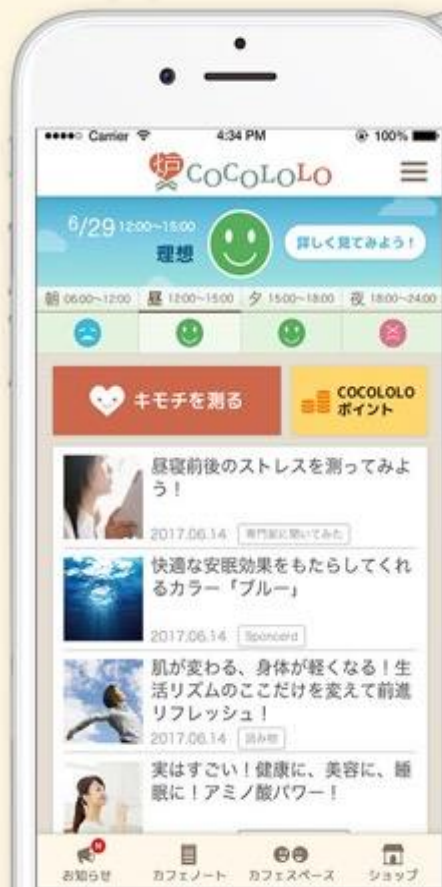 Carrier 4:34 PM 100%
炉 COCOLOLO
6/29 12:00~15:00
理想
詳しく見てみよう!
朝 06:00~12:00 昼 12:00~15:00 夕 15:00~18:00 夜 18:00~24:00
キモチを測る
COCOLOLO
ポイント
昼寝前後のストレスを測ってみよ
う!
2017.06.14 専門家に聞いてみた
快適な安眠効果をもたらしてくれ
るカラー「ブルー」
2017.06.14 Sponcerd
肌が変わる、身体が軽くなる!生
活リズムのここだけを変えて前進
リフレッシュ!
2017.06.14 読み物
実はすごい!健康に、美容に、睡
眠に!アミノ酸パワー!
N
お知らせ カフェノート カフェスペース ショップ